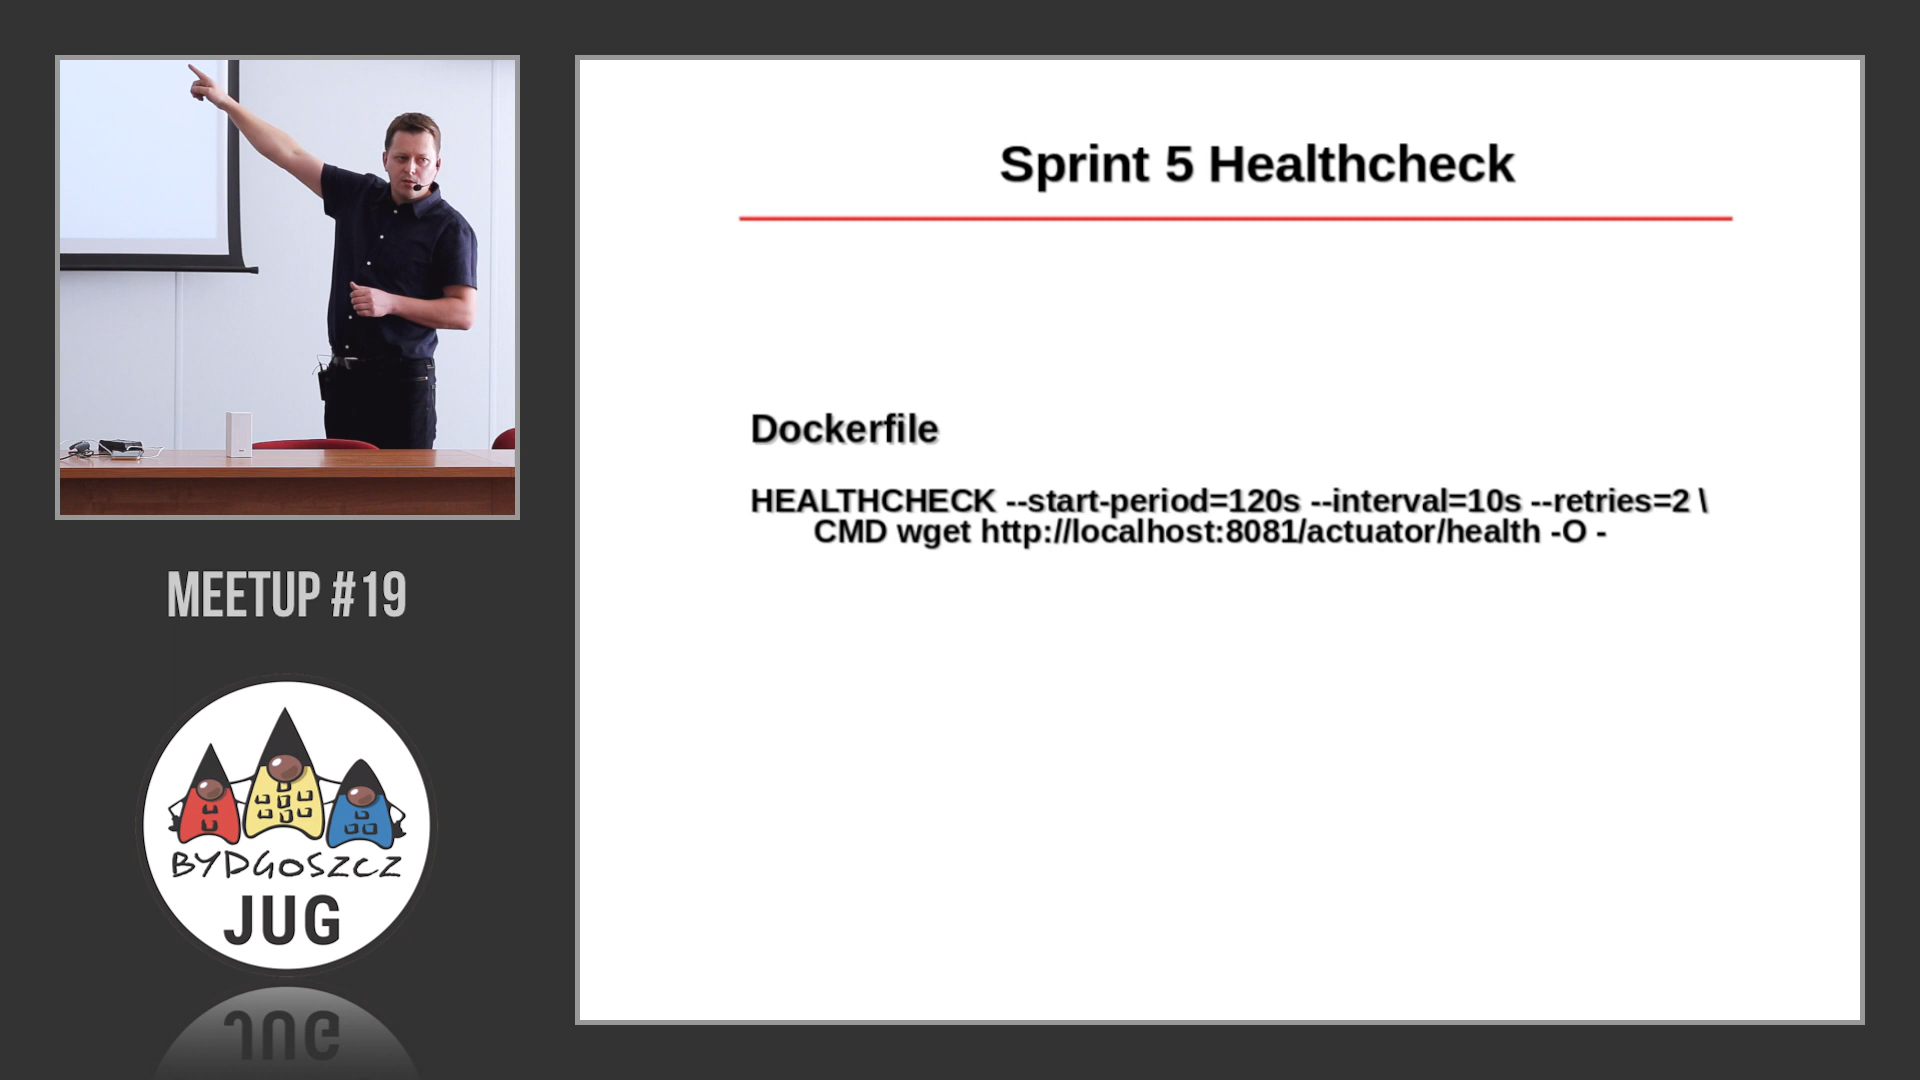 Sprint 5 Healthcheck
Dockerfile
HEALTHCHECK --start-period=120s --interval=10s --retries=2 \
CMD wget http://localhost:8081/actuator/health -O -
MEETUP #19
BYDGOSZCZ
JUG